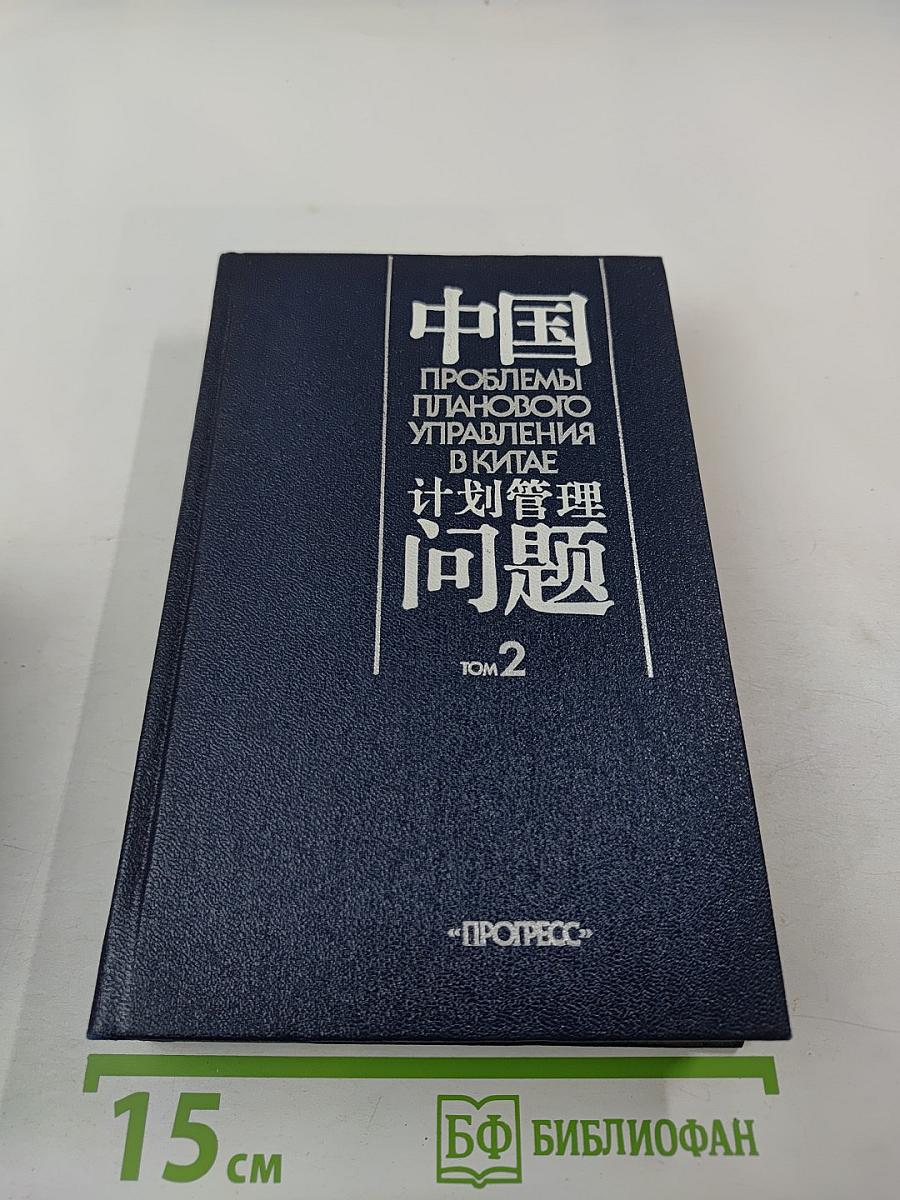 中国
ПРОБЛЕМЫ
ПЛАНОВОГО
УПРАВЛЕНИЯ
В КИТАЕ
计划管理
问题
ТОМ 2
«ПРОГРЕСС»
15 см
БФ БИБЛИОФАН